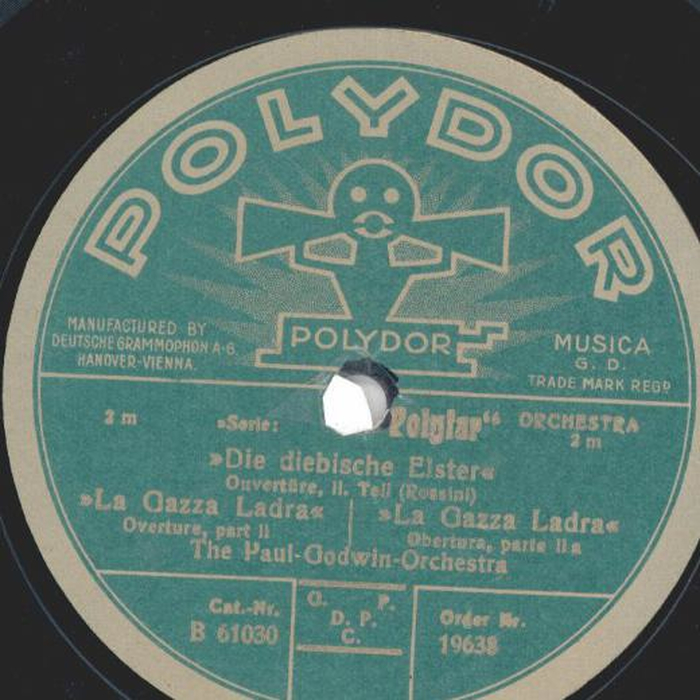 POLYDOR
POLYDOR
MANUFACTURED BY
DEUTSCHE GRAMMOPHON A-G.
HANOVER-VIENNA.
MUSICA
G. D.
TRADE MARK REGD
2 m »Serie: "Polyfar“ ORCHESTRA
2 m
»Die diebische Elster«
Ouvertüre, II. Teil (Rossini)
»La Gazza Ladra«
Overture, part II
»La Gazza Ladra«
Obertura, parte II a
The Paul-Godwin-Orchestra
Cat.-Nr.
B 61030
G. P.
D. P.
C.
Order Nr.
19638